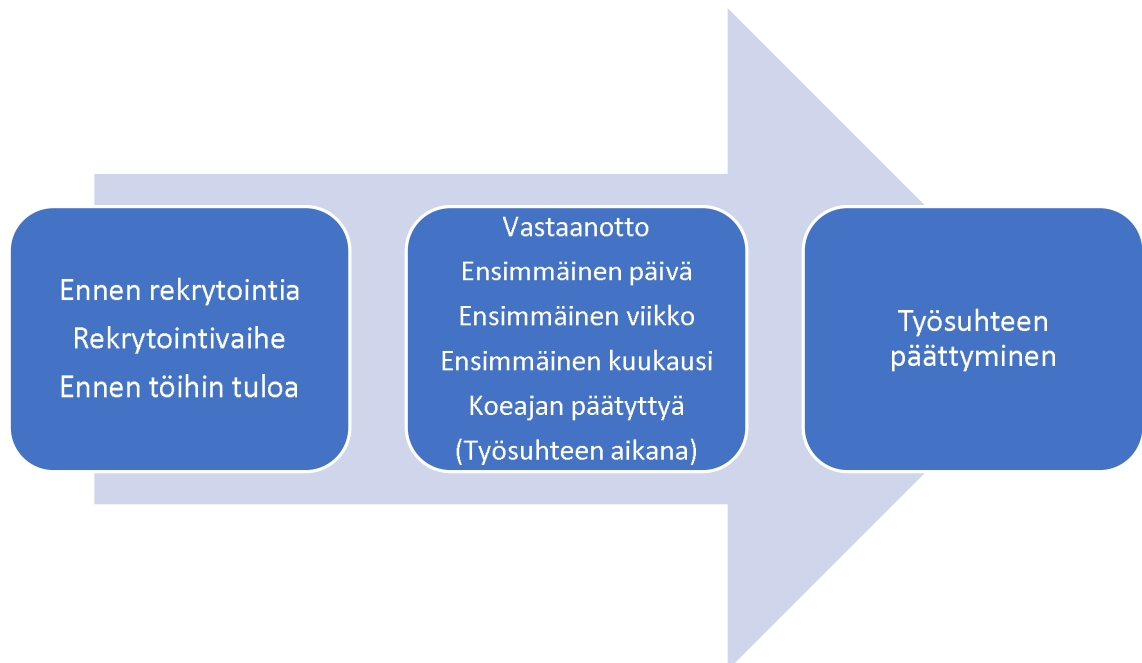 Ennen rekrytointia
Rekrytointivaihe
Ennen töihin tuloa
Vastaanotto
Ensimmäinen päivä
Ensimmäinen viikko
Ensimmäinen kuukausi
Koeajan päätyttyä
(Työsuhteen aikana)
Työsuhteen
päättyminen